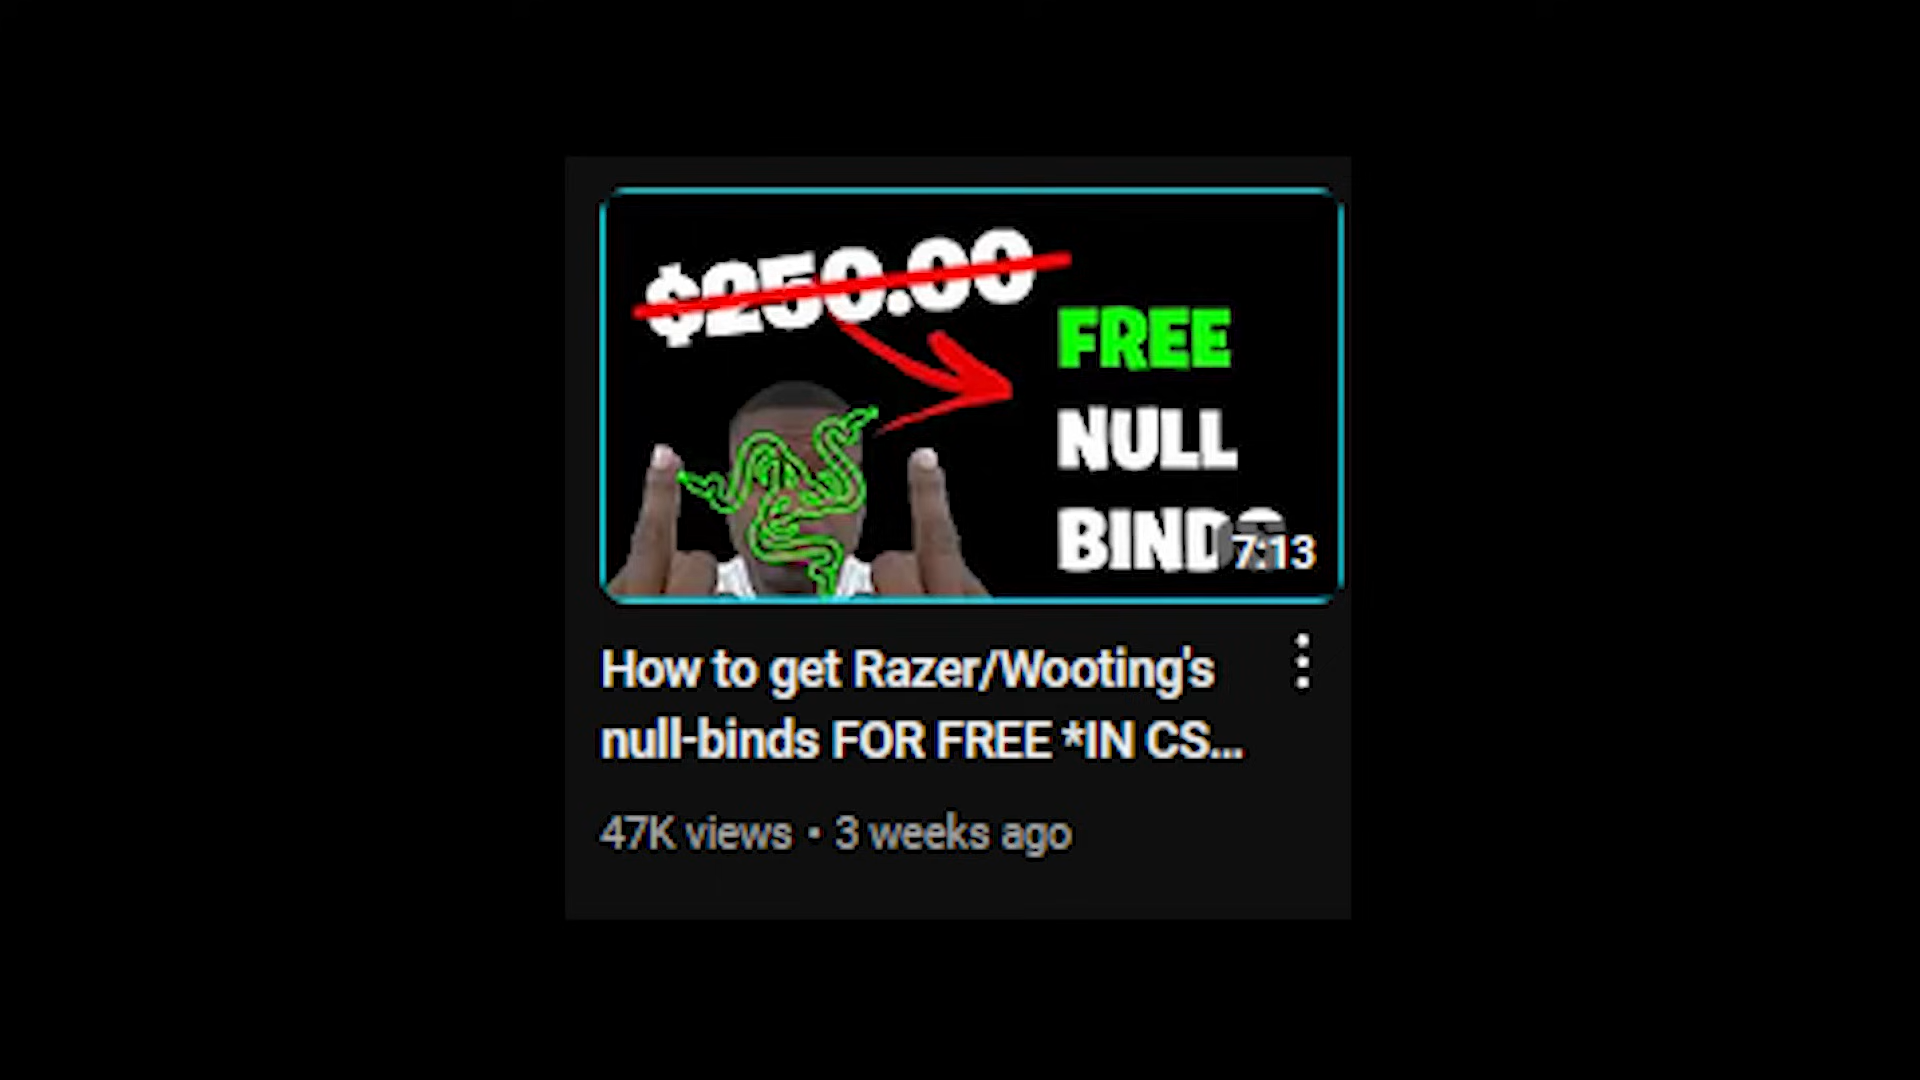 $250.00
FREE
NULL
BINDS
7:13
How to get Razer/Wooting's
null-binds FOR FREE *IN CS...
47K views • 3 weeks ago